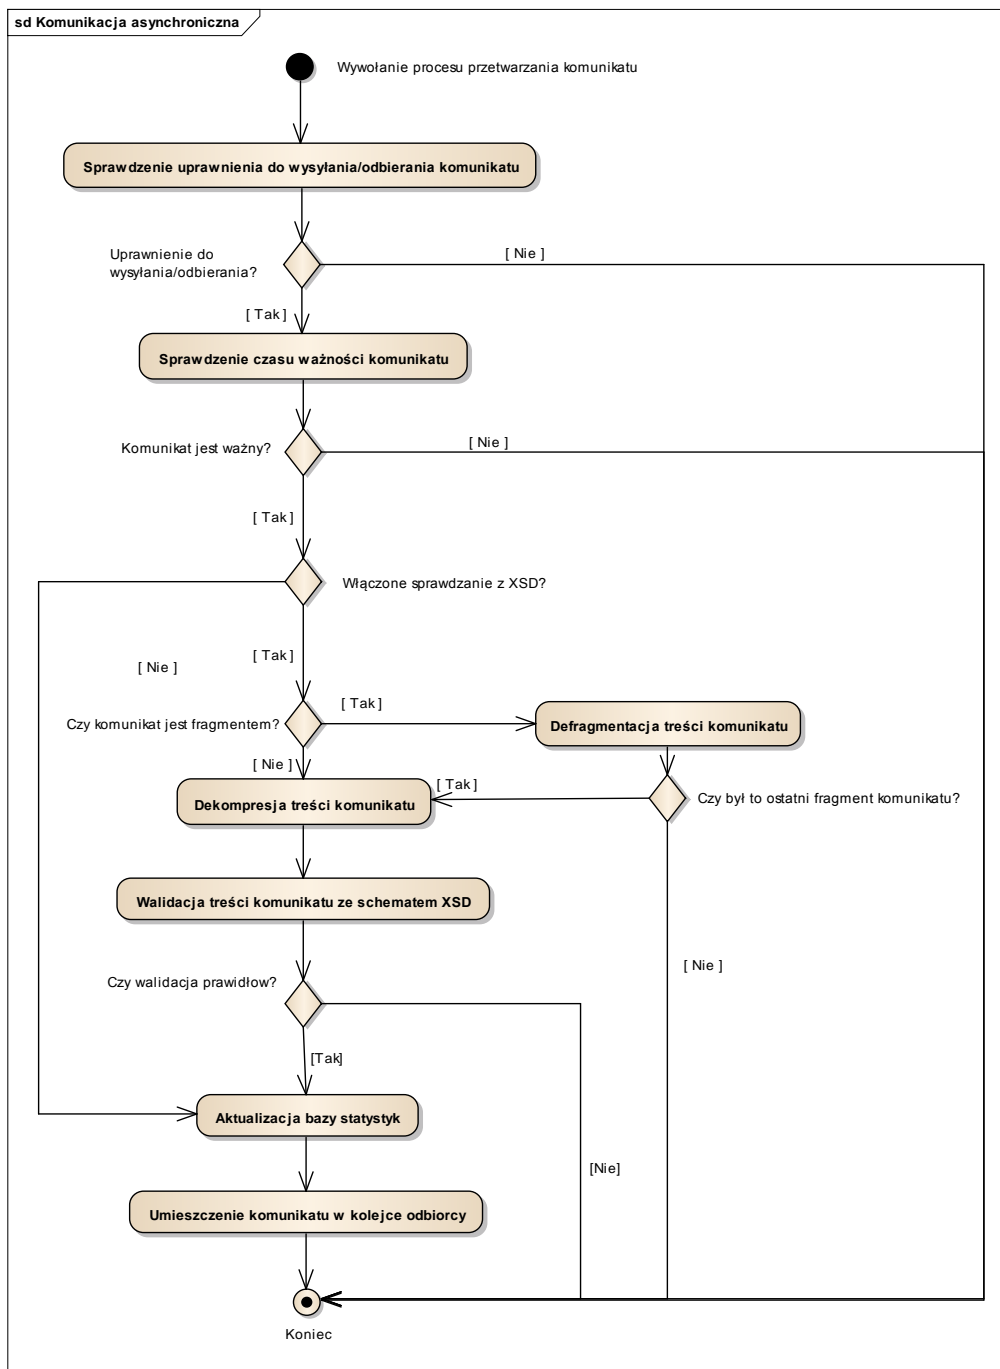 sd Komunikacja asynchroniczna
Wywołanie procesu przetwarzania komunikatu
Sprawdzenie uprawnienia do wysyłania/odbierania komunikatu
Uprawnienie do
wysyłania/odbierania?
[ Nie ]
[ Tak ]
Sprawdzenie czasu ważności komunikatu
Komunikat jest ważny?
[ Nie ]
[ Tak ]
Włączone sprawdzanie z XSD?
[ Nie ]
[ Tak ]
Czy komunikat jest fragmentem?
[ Tak ]
Defragmentacja treści komunikatu
[ Nie ]
[ Tak ]
Dekompresja treści komunikatu
Czy był to ostatni fragment komunikatu?
Walidacja treści komunikatu ze schematem XSD
[ Nie ]
Czy walidacja prawidłow?
[Tak]
Aktualizacja bazy statystyk
[Nie]
Umieszczenie komunikatu w kolejce odbiorcy
Koniec